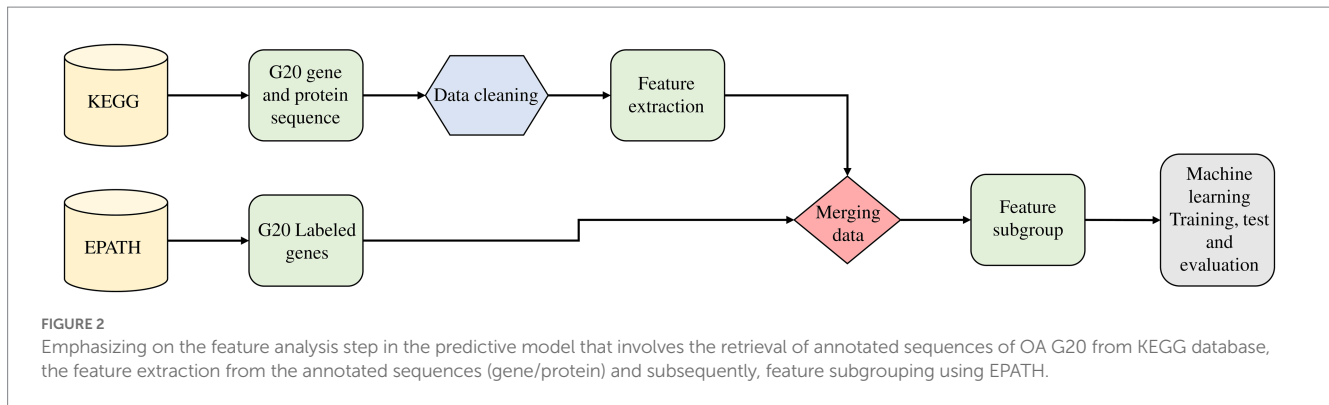 KEGG
G20 gene
and protein
sequence
Data cleaning
Feature
extraction
EPATH
G20 Labeled
genes
Merging
data
Feature
subgroup
Machine
learning
Training, test
and
evaluation
FIGURE 2
Emphasizing on the feature analysis step in the predictive model that involves the retrieval of annotated sequences of OA G20 from KEGG database,
the feature extraction from the annotated sequences (gene/protein) and subsequently, feature subgrouping using EPATH.